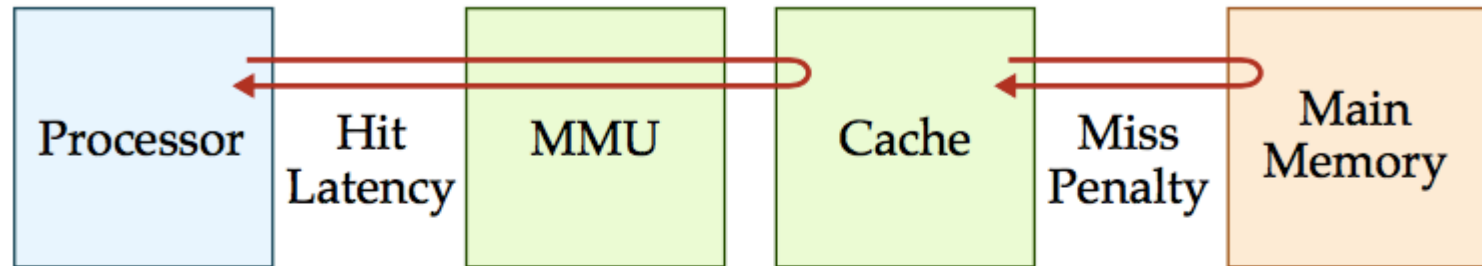 Processor
Hit
Latency
MMU
Cache
Miss
Penalty
Main
Memory